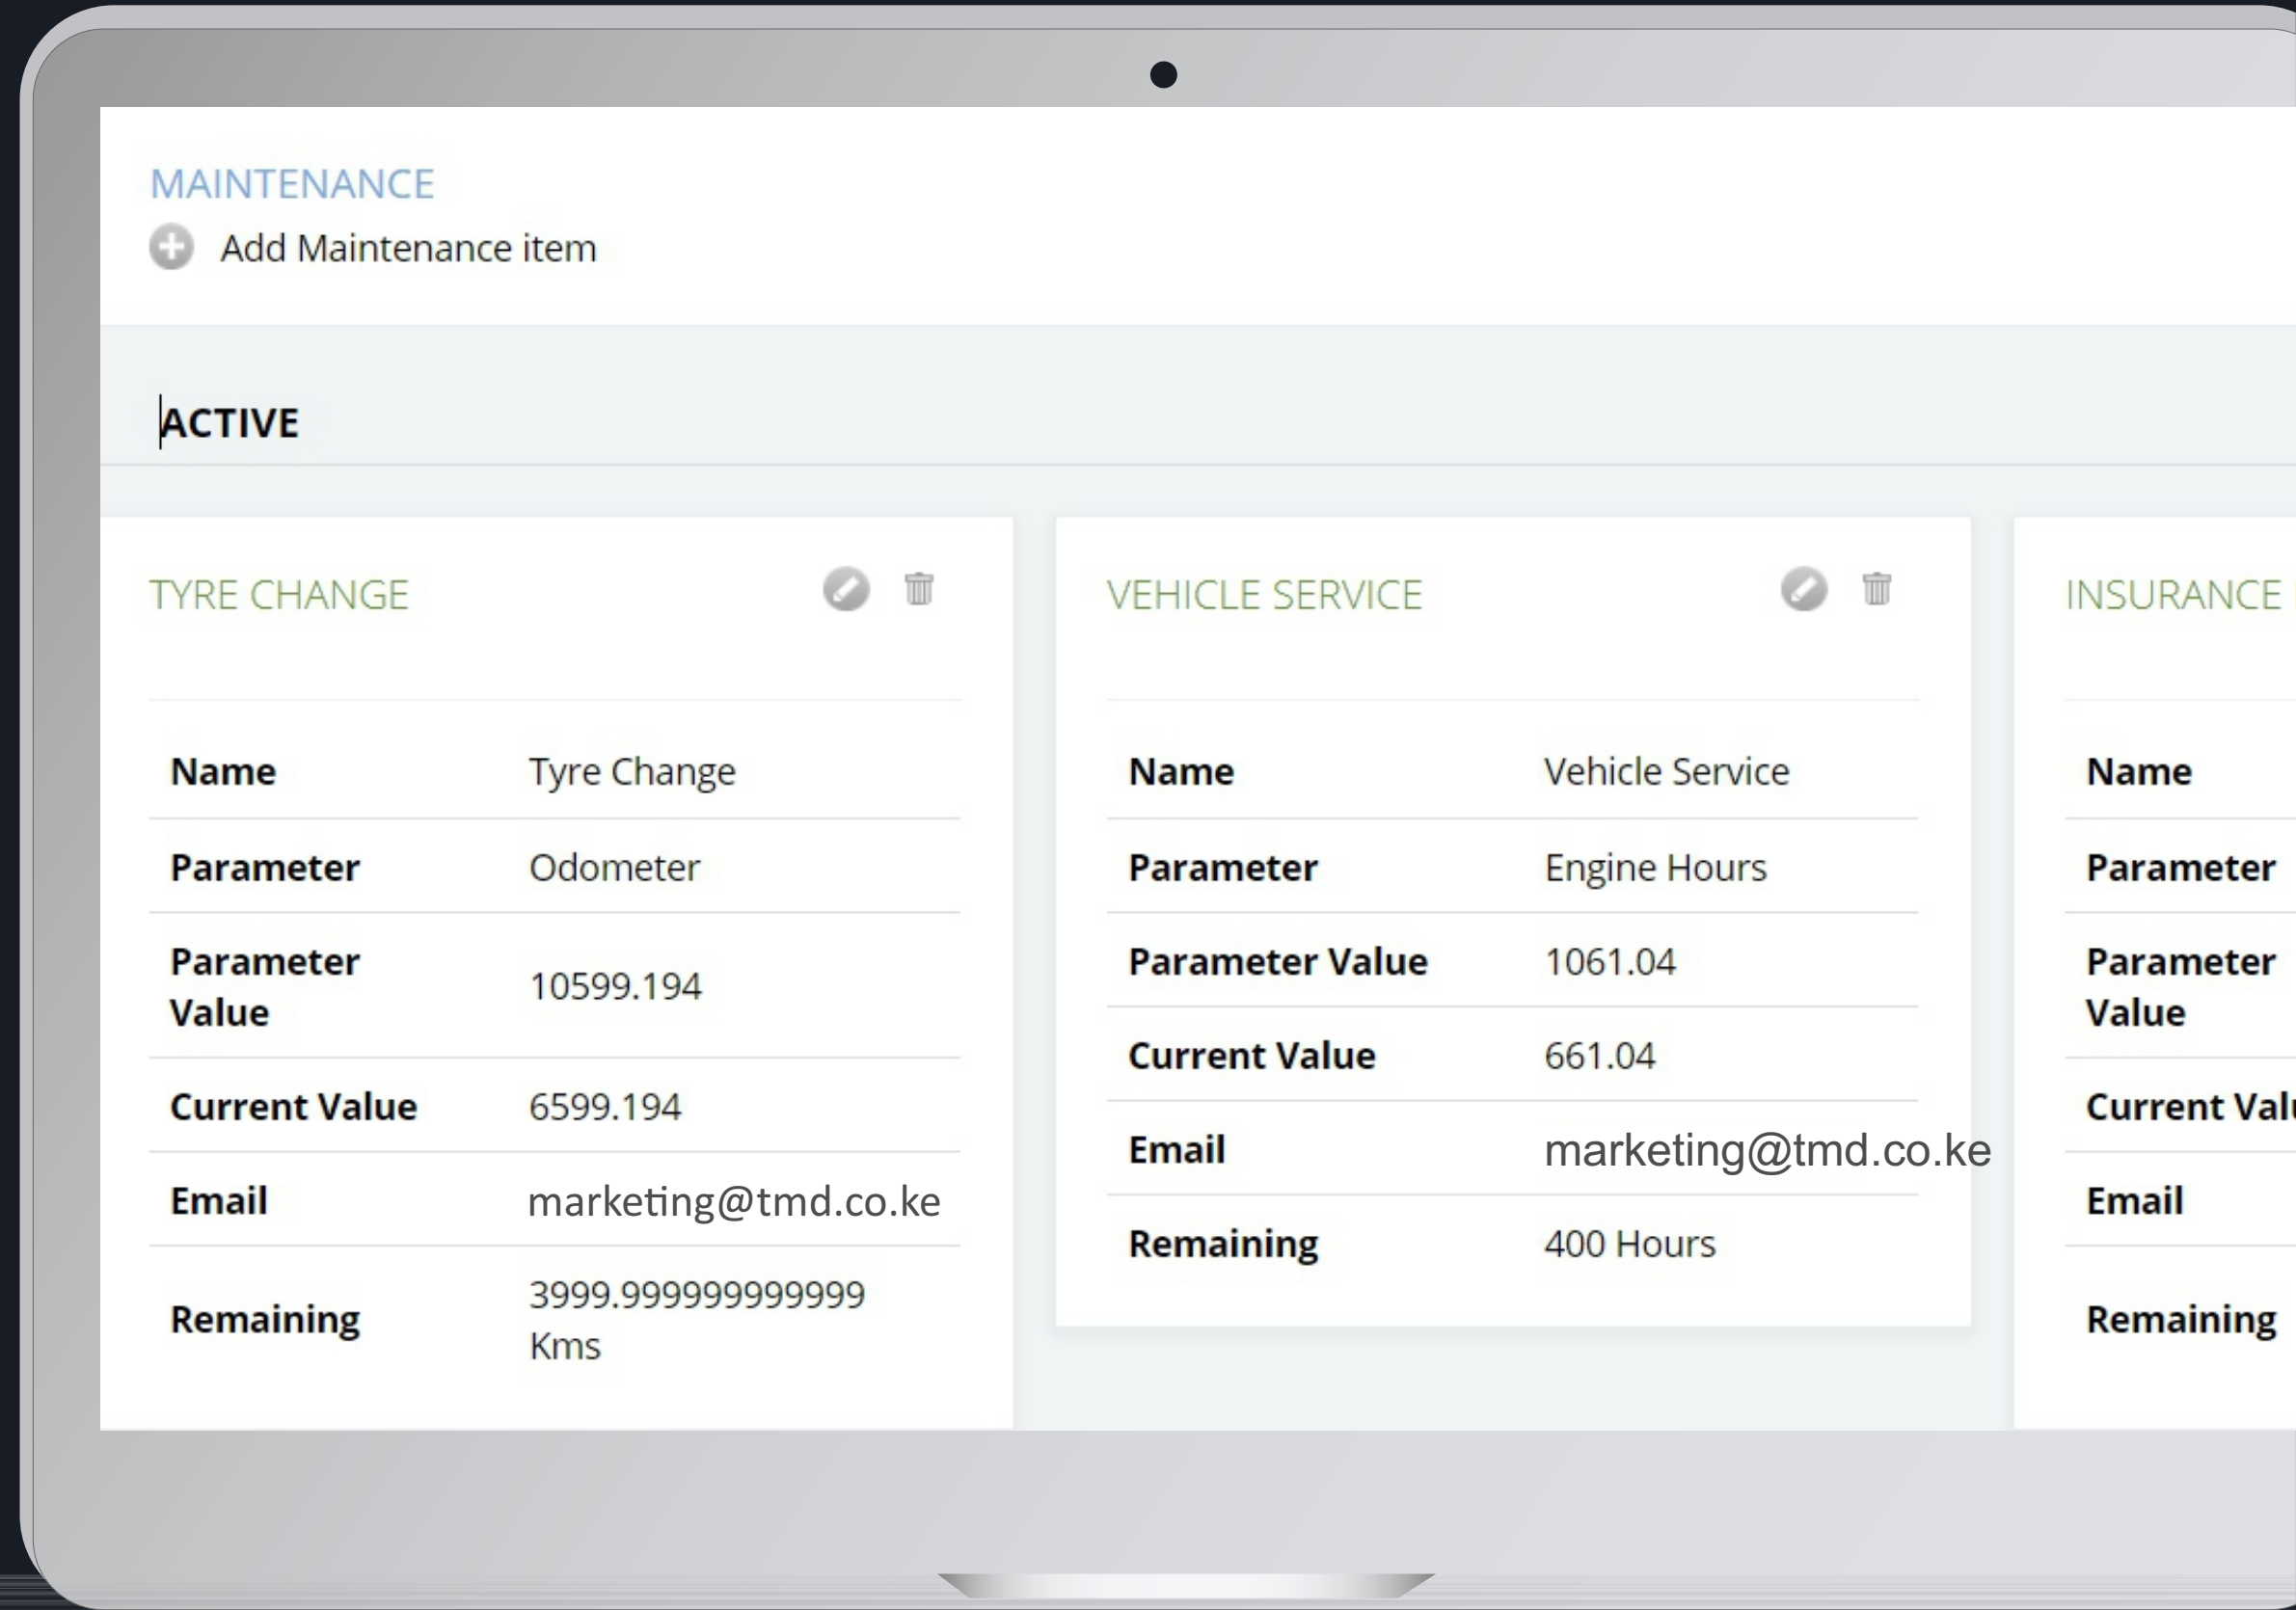 MAINTENANCE
Add Maintenance item
ACTIVE
TYRE CHANGE
Name Tyre Change
Parameter Odometer
Parameter
Value 10599.194
Current Value 6599.194
Email marketing@tmd.co.ke
Remaining 3999.999999999999
Kms
VEHICLE SERVICE
Name Vehicle Service
Parameter Engine Hours
Parameter Value 1061.04
Current Value 661.04
Email marketing@tmd.co.ke
Remaining 400 Hours
INSURANCE
Name
Parameter
Parameter
Value
Current
Email
Remaining